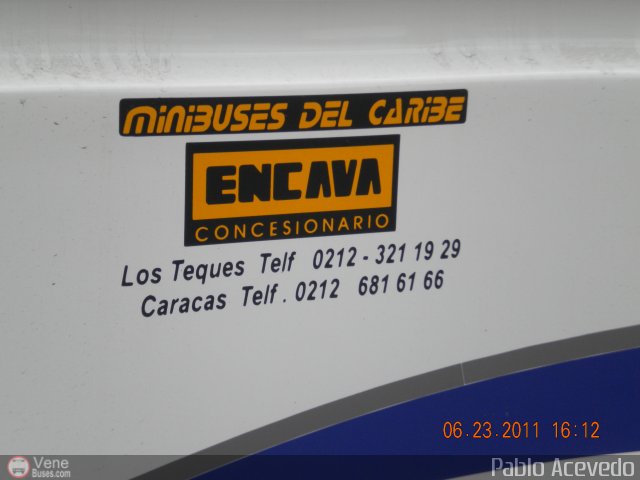 MINIBUSES DEL CARIBE
ENCAVA
CONCESIONARIO
Los Teques Telf 0212 - 321 19 29
Caracas Telf . 0212 681 61 66
06.23.2011 16:12
Vene
Buses.com
Pablo Acevedo